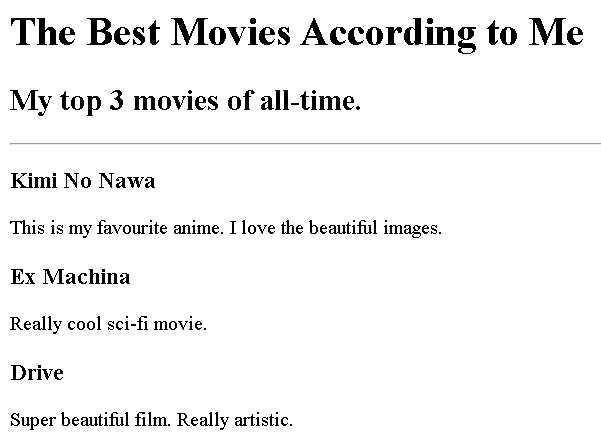 The Best Movies According to Me
My top 3 movies of all-time.
Kimi No Nawa
This is my favourite anime. I love the beautiful images.
Ex Machina
Really cool sci-fi movie.
Drive
Super beautiful film. Really artistic.